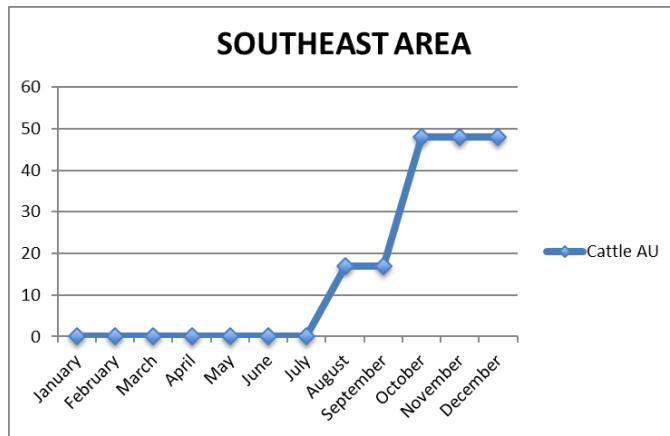 SOUTHEAST AREA
60
50
40
30
20
10
0
Cattle AU
January
February
March
April
May
June
July
August
September
October
November
December